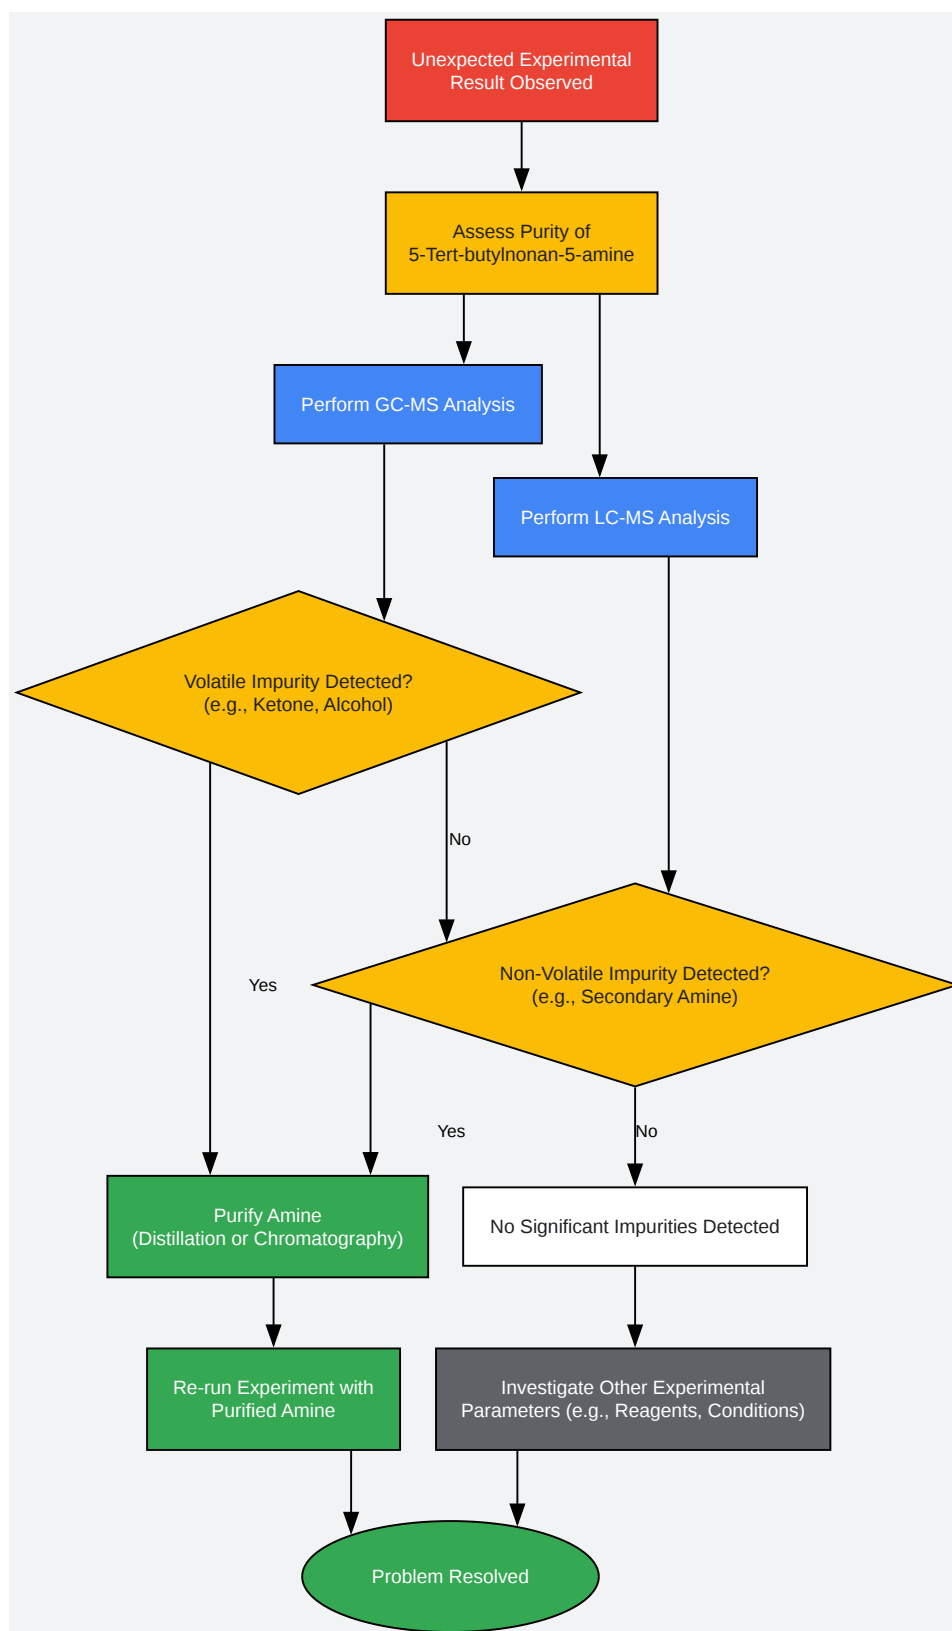 Unexpected Experimental
Result Observed
Assess Purity of
5-Tert-butylnonan-5-amine
Perform GC-MS Analysis
Perform LC-MS Analysis
Volatile Impurity Detected?
(e.g., Ketone, Alcohol)
No
Non-Volatile Impurity Detected?
(e.g., Secondary Amine)
Yes
Yes
No
Purify Amine
(Distillation or Chromatography)
No Significant Impurities Detected
Re-run Experiment with
Purified Amine
Investigate Other Experimental
Parameters (e.g., Reagents, Conditions)
Problem Resolved